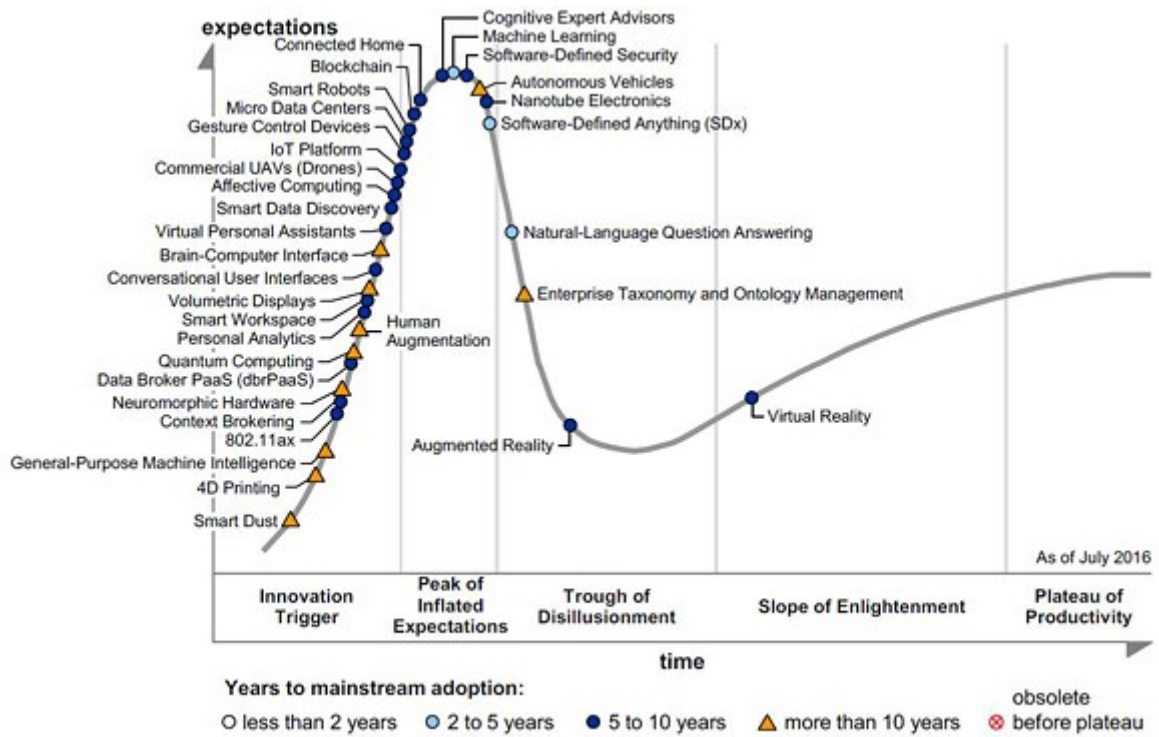 expectations
Cognitive Expert Advisors
Machine Learning
Connected Home
Software-Defined Security
Blockchain
Autonomous Vehicles
Smart Robots
Nanotube Electronics
Micro Data Centers
Software-Defined Anything (SDx)
Gesture Control Devices
IoT Platform
Commercial UAVs (Drones)
Affective Computing
Smart Data Discovery
Virtual Personal Assistants
Natural-Language Question Answering
Brain-Computer Interface
Conversational User Interfaces
Enterprise Taxonomy and Ontology Management
Volumetric Displays
Smart Workspace
Personal Analytics
Human
Augmentation
Quantum Computing
Data Broker PaaS (dbrPaaS)
Neuromorphic Hardware
Context Brokering
802.11ax
Virtual Reality
Augmented Reality
General-Purpose Machine Intelligence
4D Printing
Smart Dust
As of July 2016
Innovation
Trigger
Peak of
Inflated
Expectations
Trough of
Disillusionment
Slope of Enlightenment
Plateau of
Productivity
time
Years to mainstream adoption:
less than 2 years
2 to 5 years
5 to 10 years
more than 10 years
obsolete
before plateau